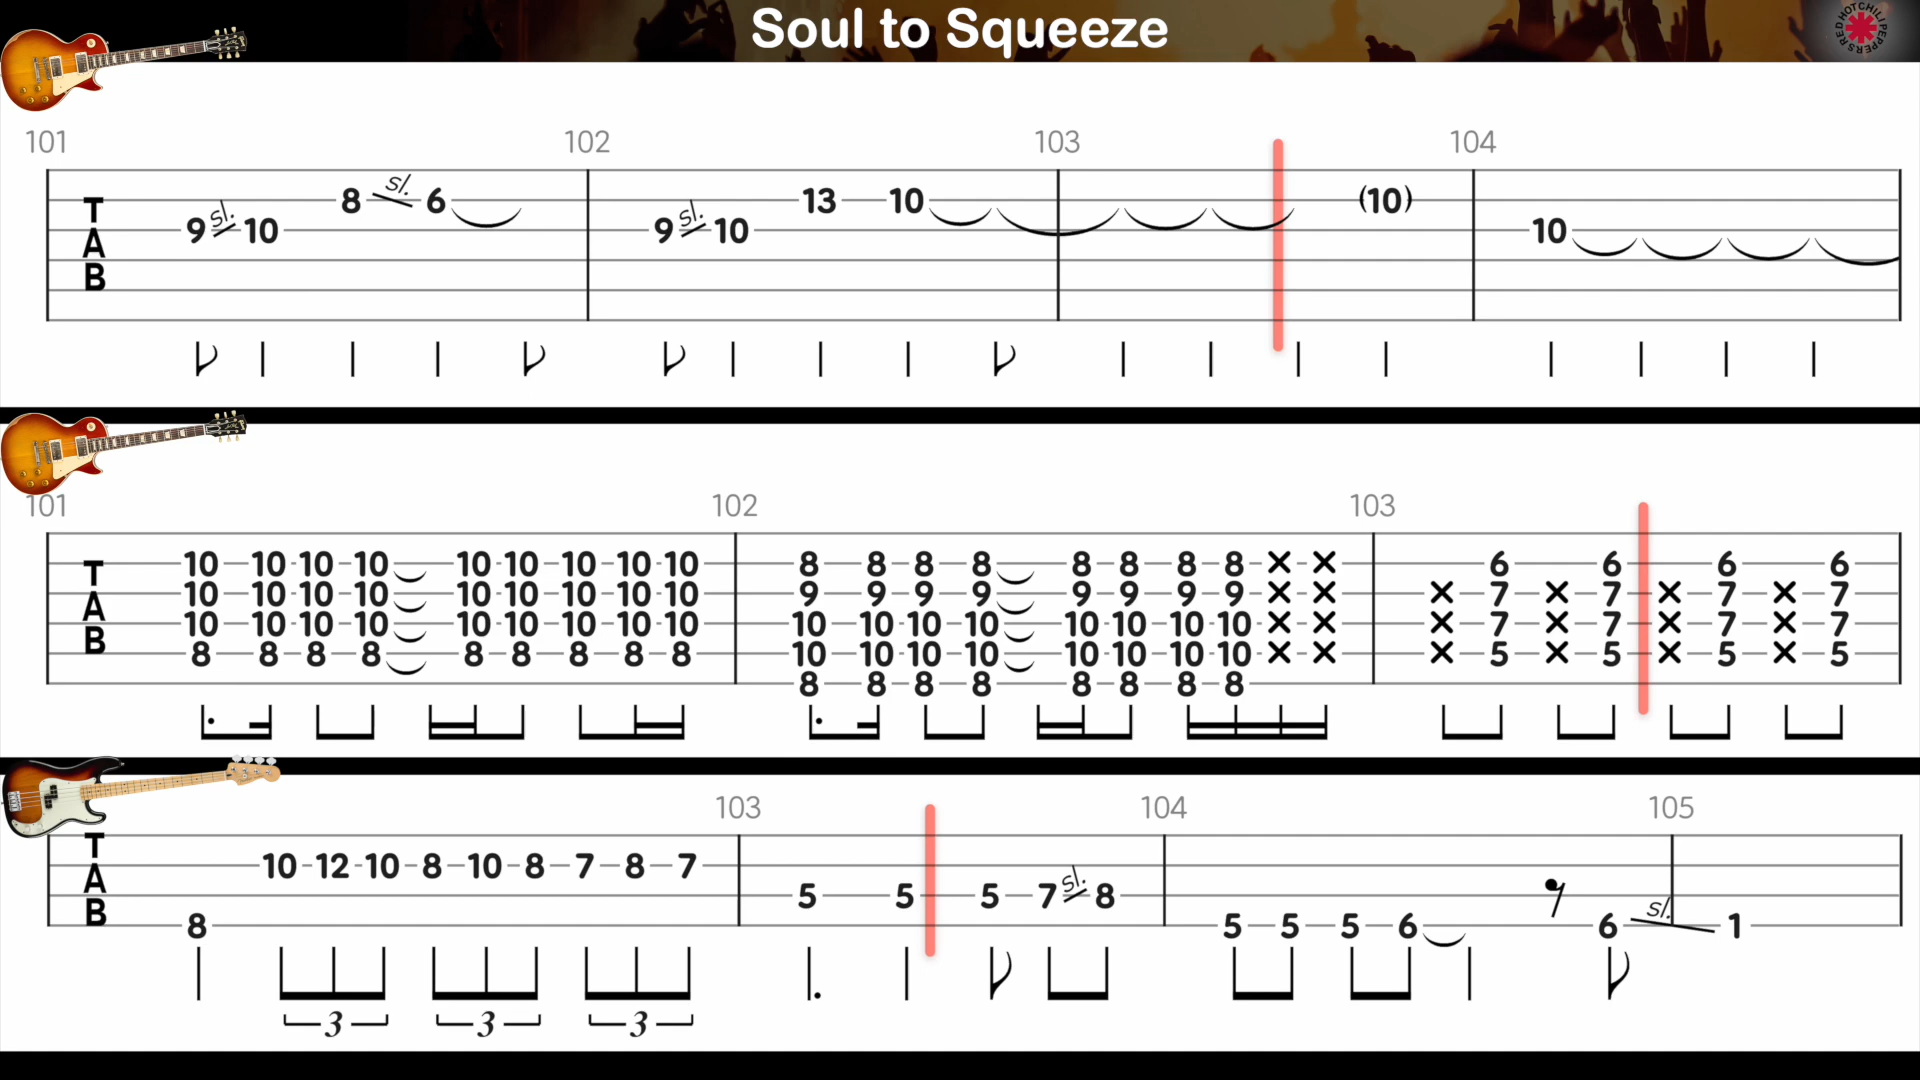 Soul to Squeeze
RED HOT CHILI PEPPERS
101 102 103 104
sl.
8 6 13 10 (10)
TAB
sl. sl.
9 10 9 10 10
101 102 103
TAB
10 10 10 10 10 10 10 10 10 8 8 8 8 8 8 8 8 × × 6 6 6 6
10 10 10 10 10 10 10 10 10 9 9 9 9 9 9 9 9 × × × 7 × 7 × 7 × 7
10 10 10 10 10 10 10 10 10 10 10 10 10 10 10 10 10 × × × 7 × 7 × 7 × 7
8 8 8 8 8 8 8 8 8 10 10 10 10 10 10 10 10 × × × 5 × 5 × 5 × 5
8 8 8 8 8 8 8 8
103 104 105
TAB
10 12 10 8 10 8 7 8 7
5 5 5 7 sl. 8
8 5 5 5 6 6 sl. 1
3 3 3